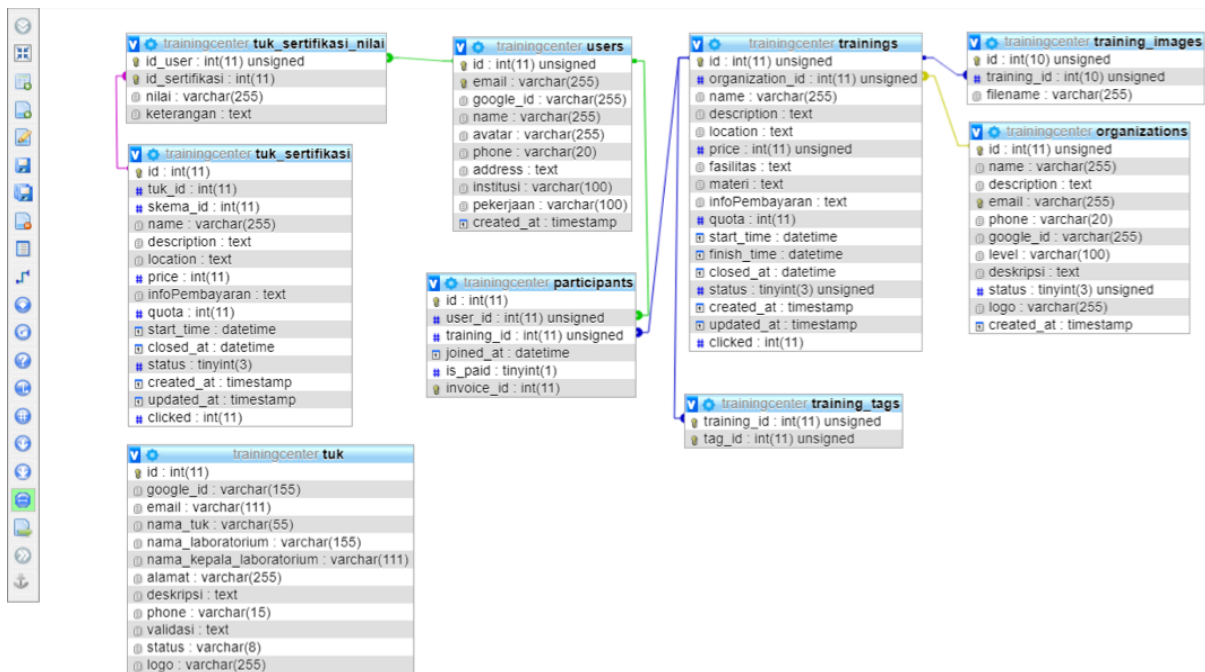 trainingcenter tuk_sertifikasi_nilai
id_user : int(11) unsigned
id_sertifikasi : int(11)
nilai : varchar(255)
keterangan : text
trainingcenter tuk_sertifikasi
id : int(11)
tuk_id : int(11)
skema_id : int(11)
name : varchar(255)
description : text
location : text
price : int(11)
infoPembayaran : text
quota : int(11)
start_time : datetime
closed_at : datetime
status : tinyint(3)
created_at : timestamp
updated_at : timestamp
clicked : int(11)
trainingcenter tuk
id : int(11)
google_id : varchar(155)
email : varchar(111)
nama_tuk : varchar(55)
nama_laboratorium : varchar(155)
nama_kepala_laboratorium : varchar(111)
alamat : varchar(255)
deskripsi : text
phone : varchar(15)
validasi : text
status : varchar(8)
logo : varchar(255)
trainingcenter users
id : int(11) unsigned
email : varchar(255)
google_id : varchar(255)
name : varchar(255)
avatar : varchar(255)
phone : varchar(20)
address : text
institusi : varchar(100)
pekerjaan : varchar(100)
created_at : timestamp
trainingcenter participants
id : int(11)
user_id : int(11) unsigned
training_id : int(11) unsigned
joined_at : datetime
is_paid : tinyint(1)
invoice_id : int(11)
trainingcenter trainings
id : int(11) unsigned
organization_id : int(11) unsigned
name : varchar(255)
description : text
location : text
price : int(11) unsigned
fasilitas : text
materi : text
infoPembayaran : text
quota : int(11)
start_time : datetime
finish_time : datetime
closed_at : datetime
status : tinyint(3) unsigned
created_at : timestamp
updated_at : timestamp
clicked : int(11)
trainingcenter training_tags
training_id : int(11) unsigned
tag_id : int(11) unsigned
trainingcenter training_images
id : int(10) unsigned
training_id : int(10) unsigned
filename : varchar(255)
trainingcenter organizations
id : int(11) unsigned
name : varchar(255)
description : text
email : varchar(255)
phone : varchar(20)
google_id : varchar(255)
level : varchar(100)
deskripsi : text
status : tinyint(3) unsigned
logo : varchar(255)
created_at : timestamp